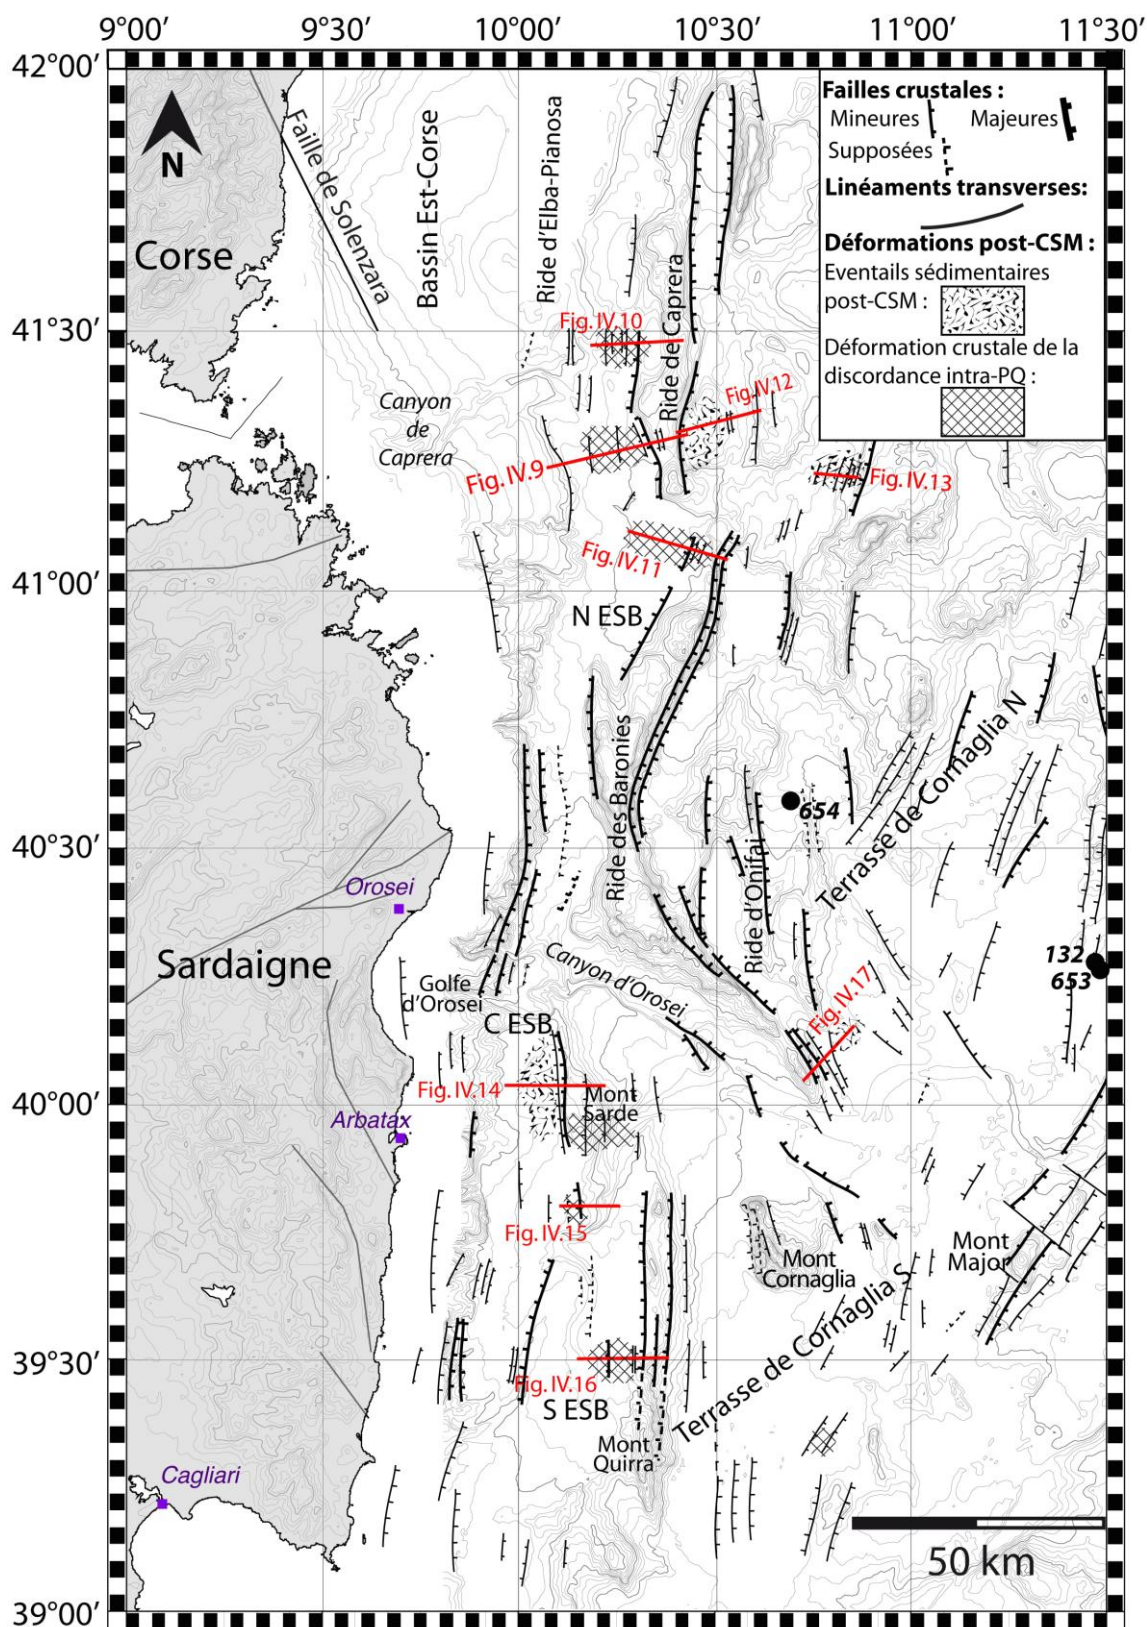 9°00’ 9°30’ 10°00’ 10°30’ 11°00’ 11°30’
42°00’
41°30’
41°00’
40°30’
40°00’
39°30’
39°00’
N
Failles crustales :
Mineures Majeures
Supposées
Linéaments transverses:
Déformations post-CSM :
Eventails sédimentaires
post-CSM :
Déformation crustale de la
discordance intra-PQ :
Corse
Faille de Solenzara
Bassin Est-Corse
Ride d’Elba-Pianosa
Ride de Caprera
Fig. IV.10
Fig. IV.12
Canyon
de
Caprera
Fig. IV.9
Fig. IV.13
Fig. IV.11
N ESB
Ride des Baronies
Terrasse de Cornaglia N
654
Ride d’Onifai
Orosei
Sardaigne
132
653
Golfe
d’Orosei
Canyon d’Orosei
Fig. IV.17
C ESB
Fig. IV.14
Mont
Sarde
Arbatax
Fig. IV.15
Mont
Cornaglia
Mont
Major
Terrasse de Cornaglia S
Fig. IV.16
S ESB
Mont
Quirra
Cagliari
50 km